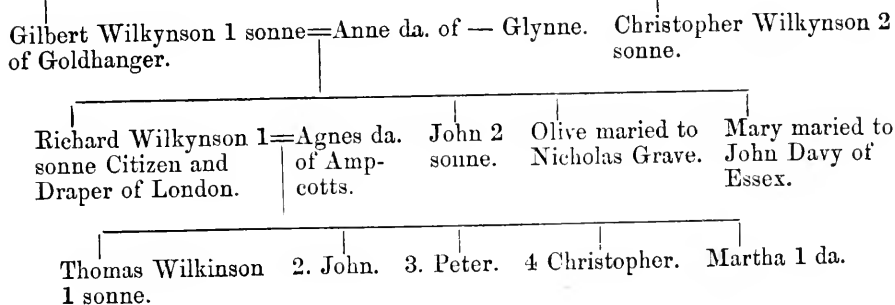 Gilbert Wilkynson 1 sonne=Anne da. of — Glynne.
of Goldhanger.
Christopher Wilkynson 2
sonne.
Richard Wilkynson 1=Agnes da.
sonne Citizen and of Amp-
Draper of London. cotts.
John 2
sonne.
Olive maried to
Nicholas Grave.
Mary maried to
John Davy of
Essex.
Thomas Wilkinson
1 sonne.
2. John.
3. Peter.
4 Christopher.
Martha 1 da.